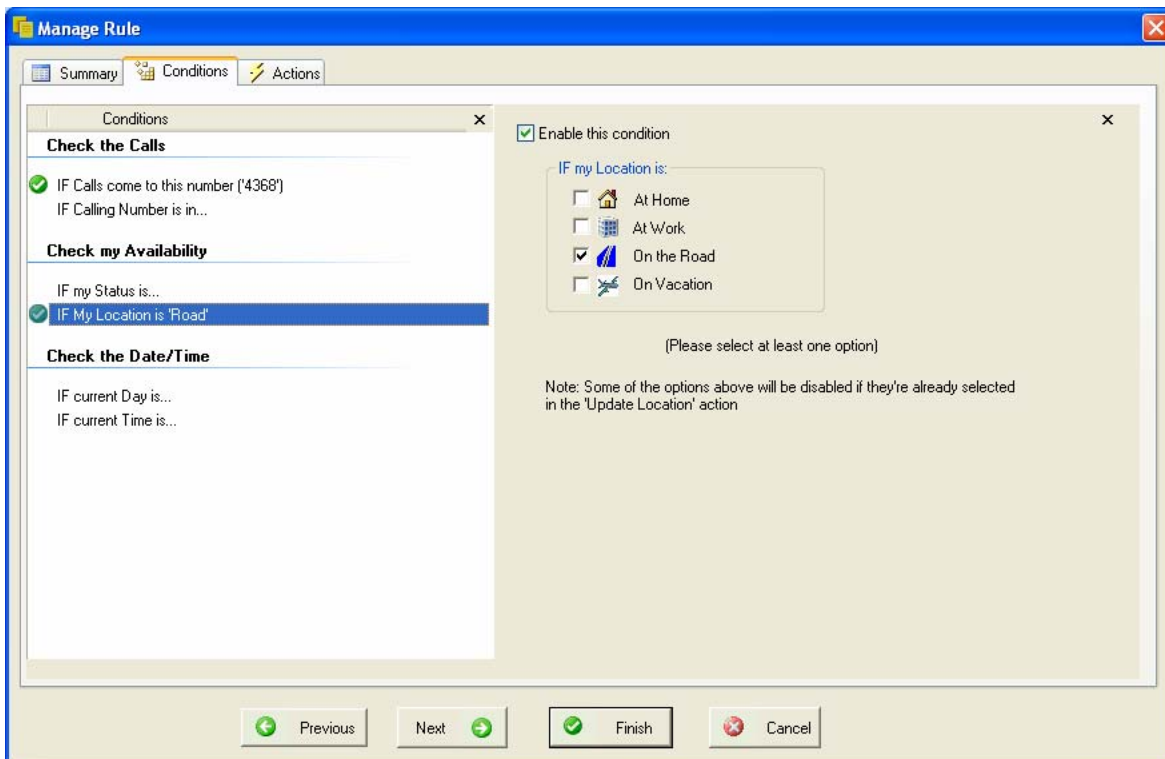 Manage Rule
Summary
Conditions
Actions
Conditions
Check the Calls
IF Calls come to this number ('4368')
IF Calling Number is in...
Check my Availability
IF my Status is...
IF My Location is 'Road'
Check the Date/Time
IF current Day is...
IF current Time is...
Enable this condition
IF my Location is:
At Home
At Work
On the Road
On Vacation
(Please select at least one option)
Note: Some of the options above will be disabled if they're already selected
in the 'Update Location' action
Previous
Next
Finish
Cancel